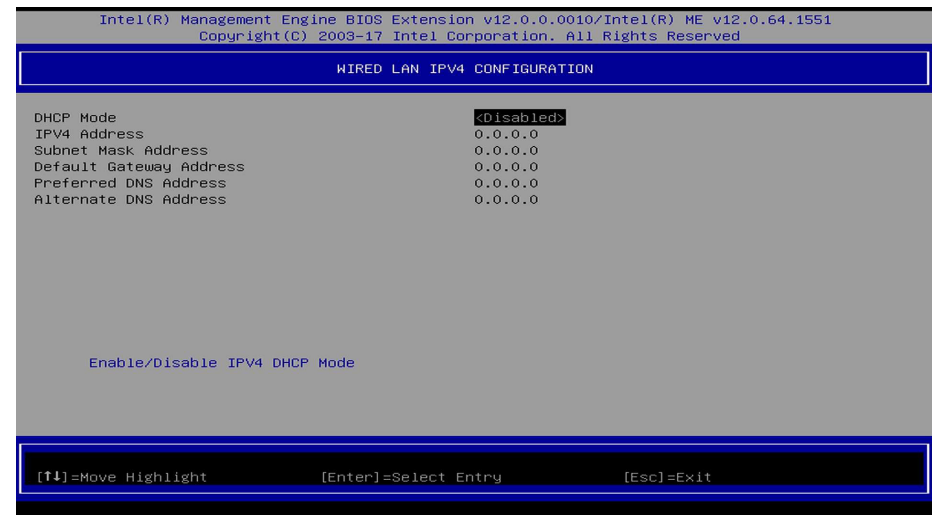 Intel(R) Management Engine BIOS Extension v12.0.0.0010/Intel(R) ME v12.0.64.1551
Copyright(C) 2003-17 Intel Corporation. All Rights Reserved
WIRED LAN IPV4 CONFIGURATION
DHCP Mode <Disabled>
IPV4 Address 0.0.0.0
Subnet Mask Address 0.0.0.0
Default Gateway Address 0.0.0.0
Preferred DNS Address 0.0.0.0
Alternate DNS Address 0.0.0.0
Enable/Disable IPV4 DHCP Mode
[↑↓]=Move Highlight [Enter]=Select Entry [Esc]=Exit